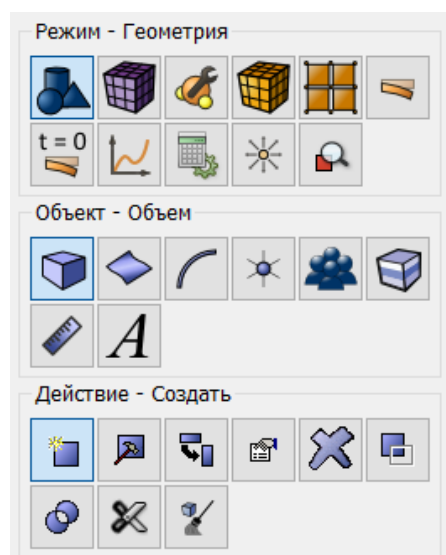 Режим - Геометрия
t = 0
Объект - Объем
A
Действие - Создать